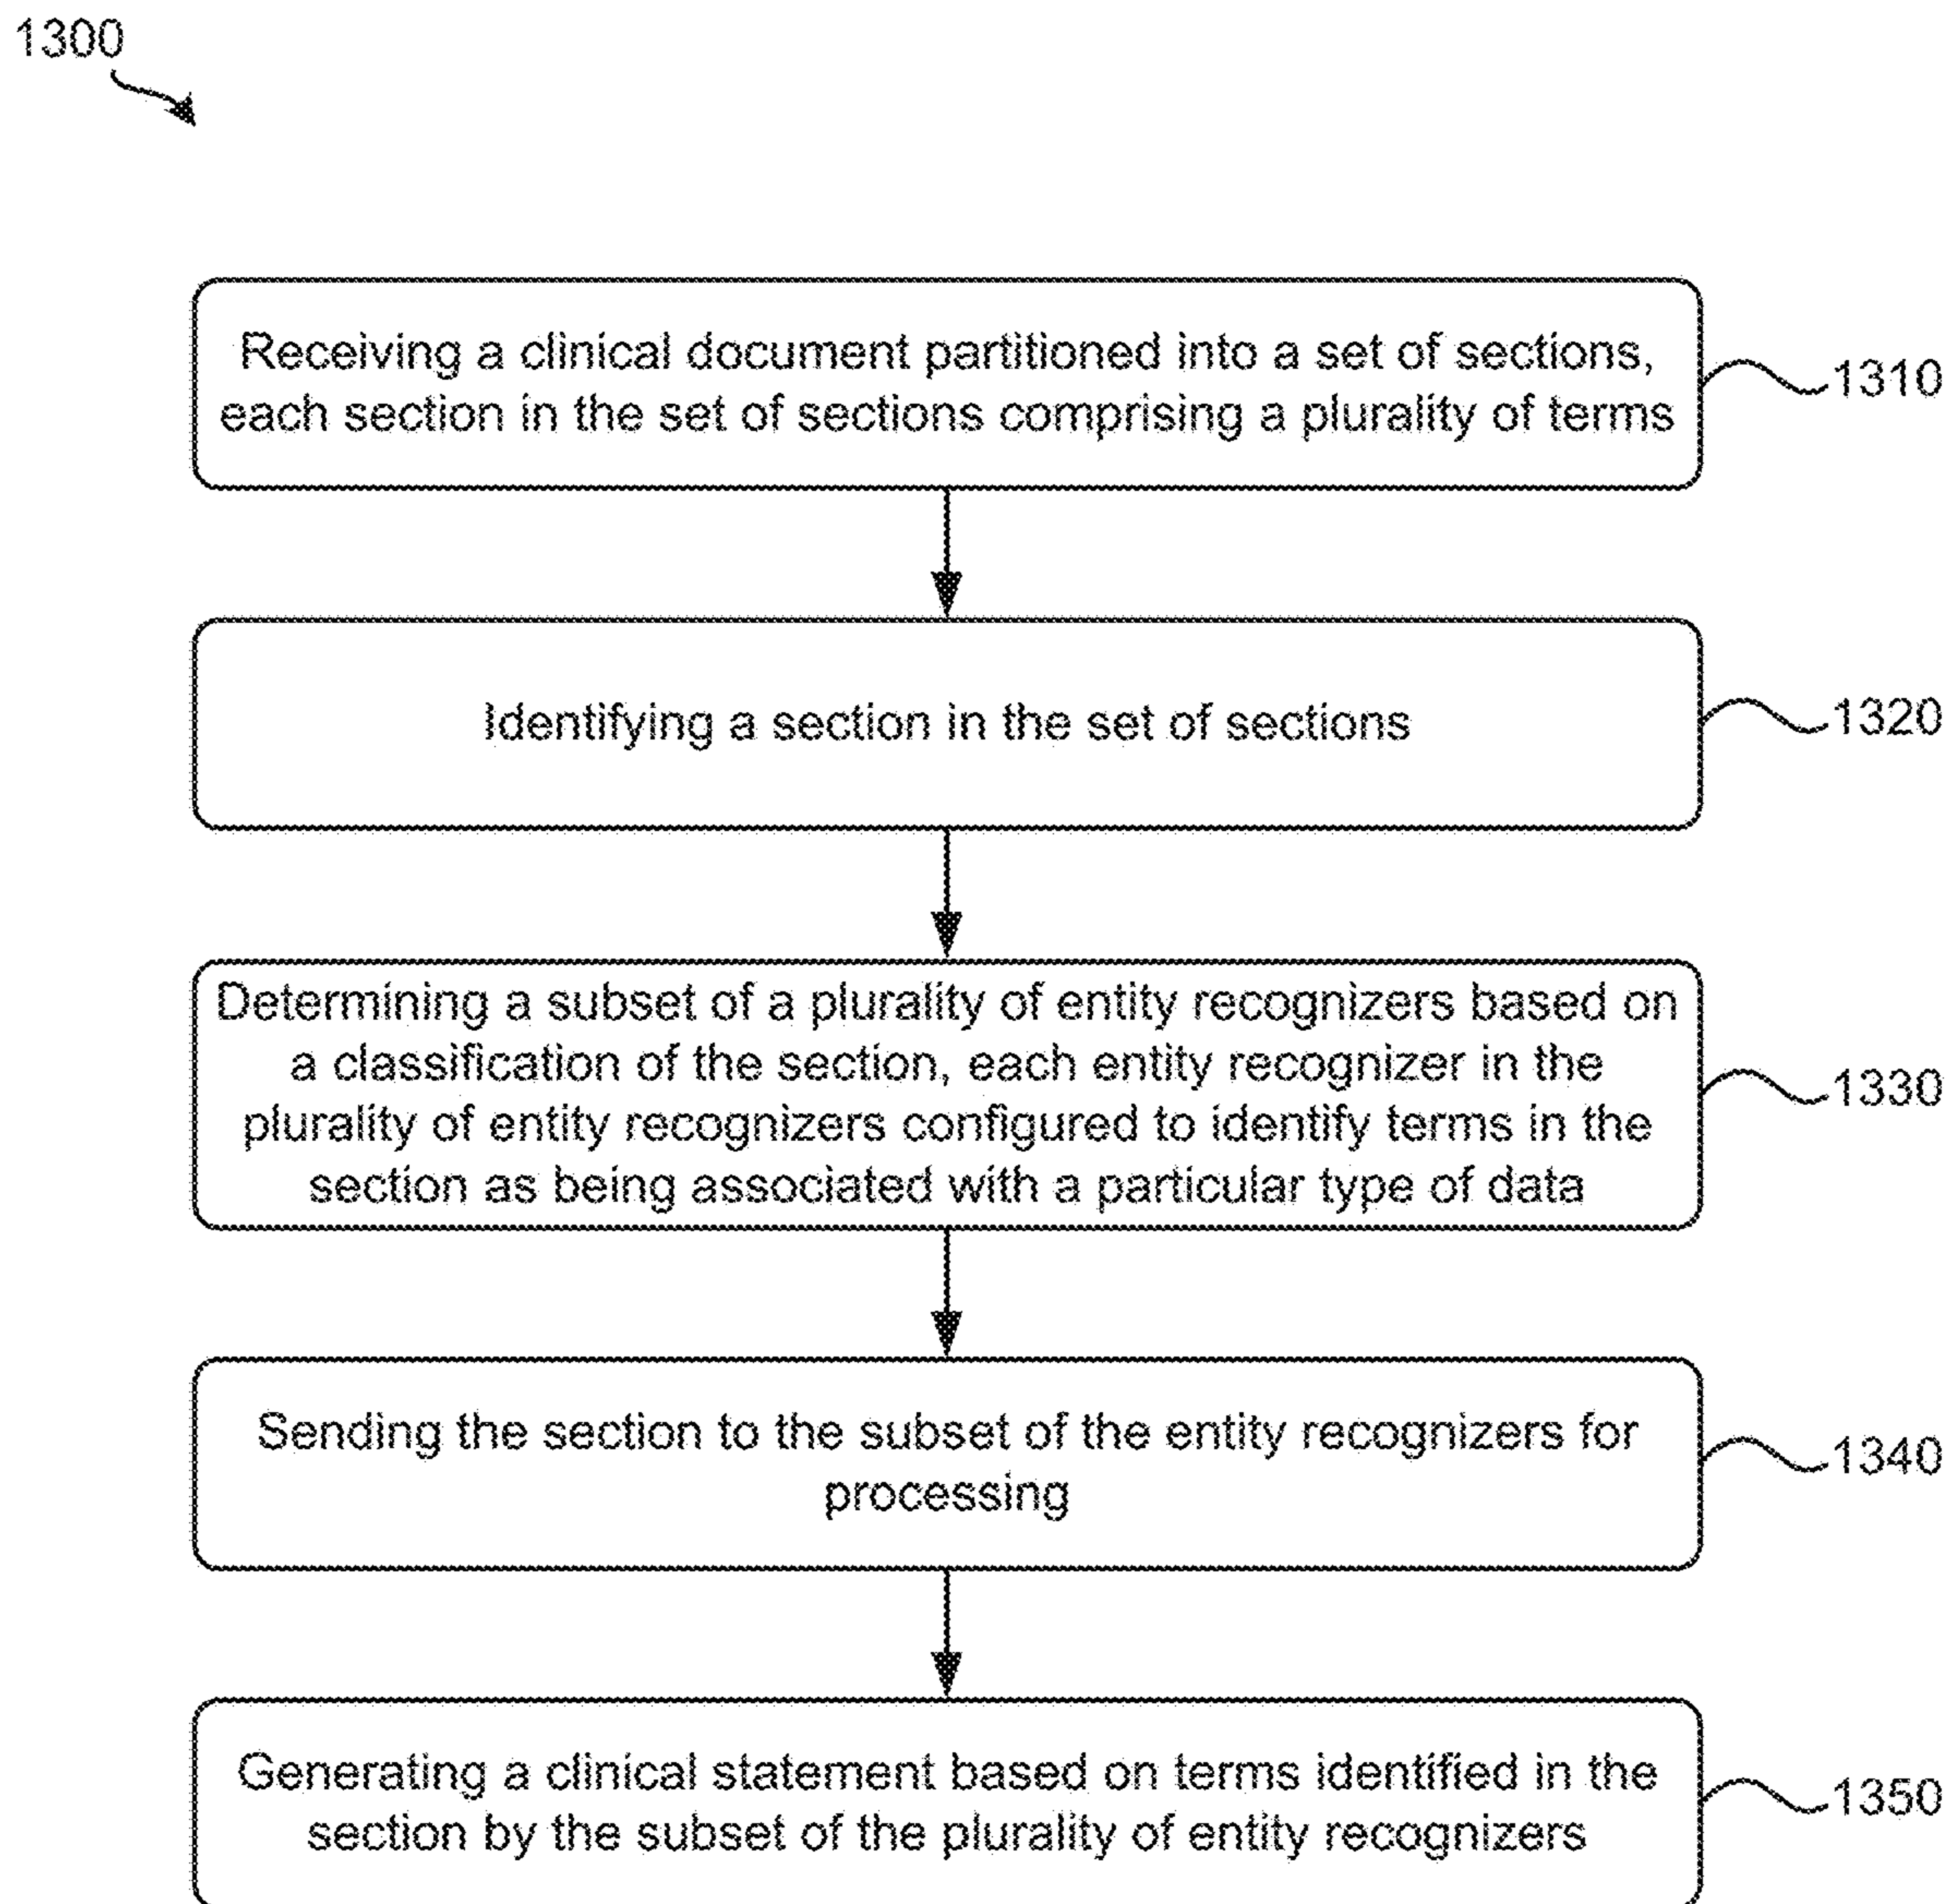 1300
Receiving a clinical document partitioned into a set of sections,
each section in the set of sections comprising a plurality of terms
1310
Identifying a section in the set of sections
1320
Determining a subset of a plurality of entity recognizers based on
a classification of the section, each entity recognizer in the
plurality of entity recognizers configured to identify terms in the
section as being associated with a particular type of data
1330
Sending the section to the subset of the entity recognizers for
processing
1340
Generating a clinical statement based on terms identified in the
section by the subset of the plurality of entity recognizers
1350